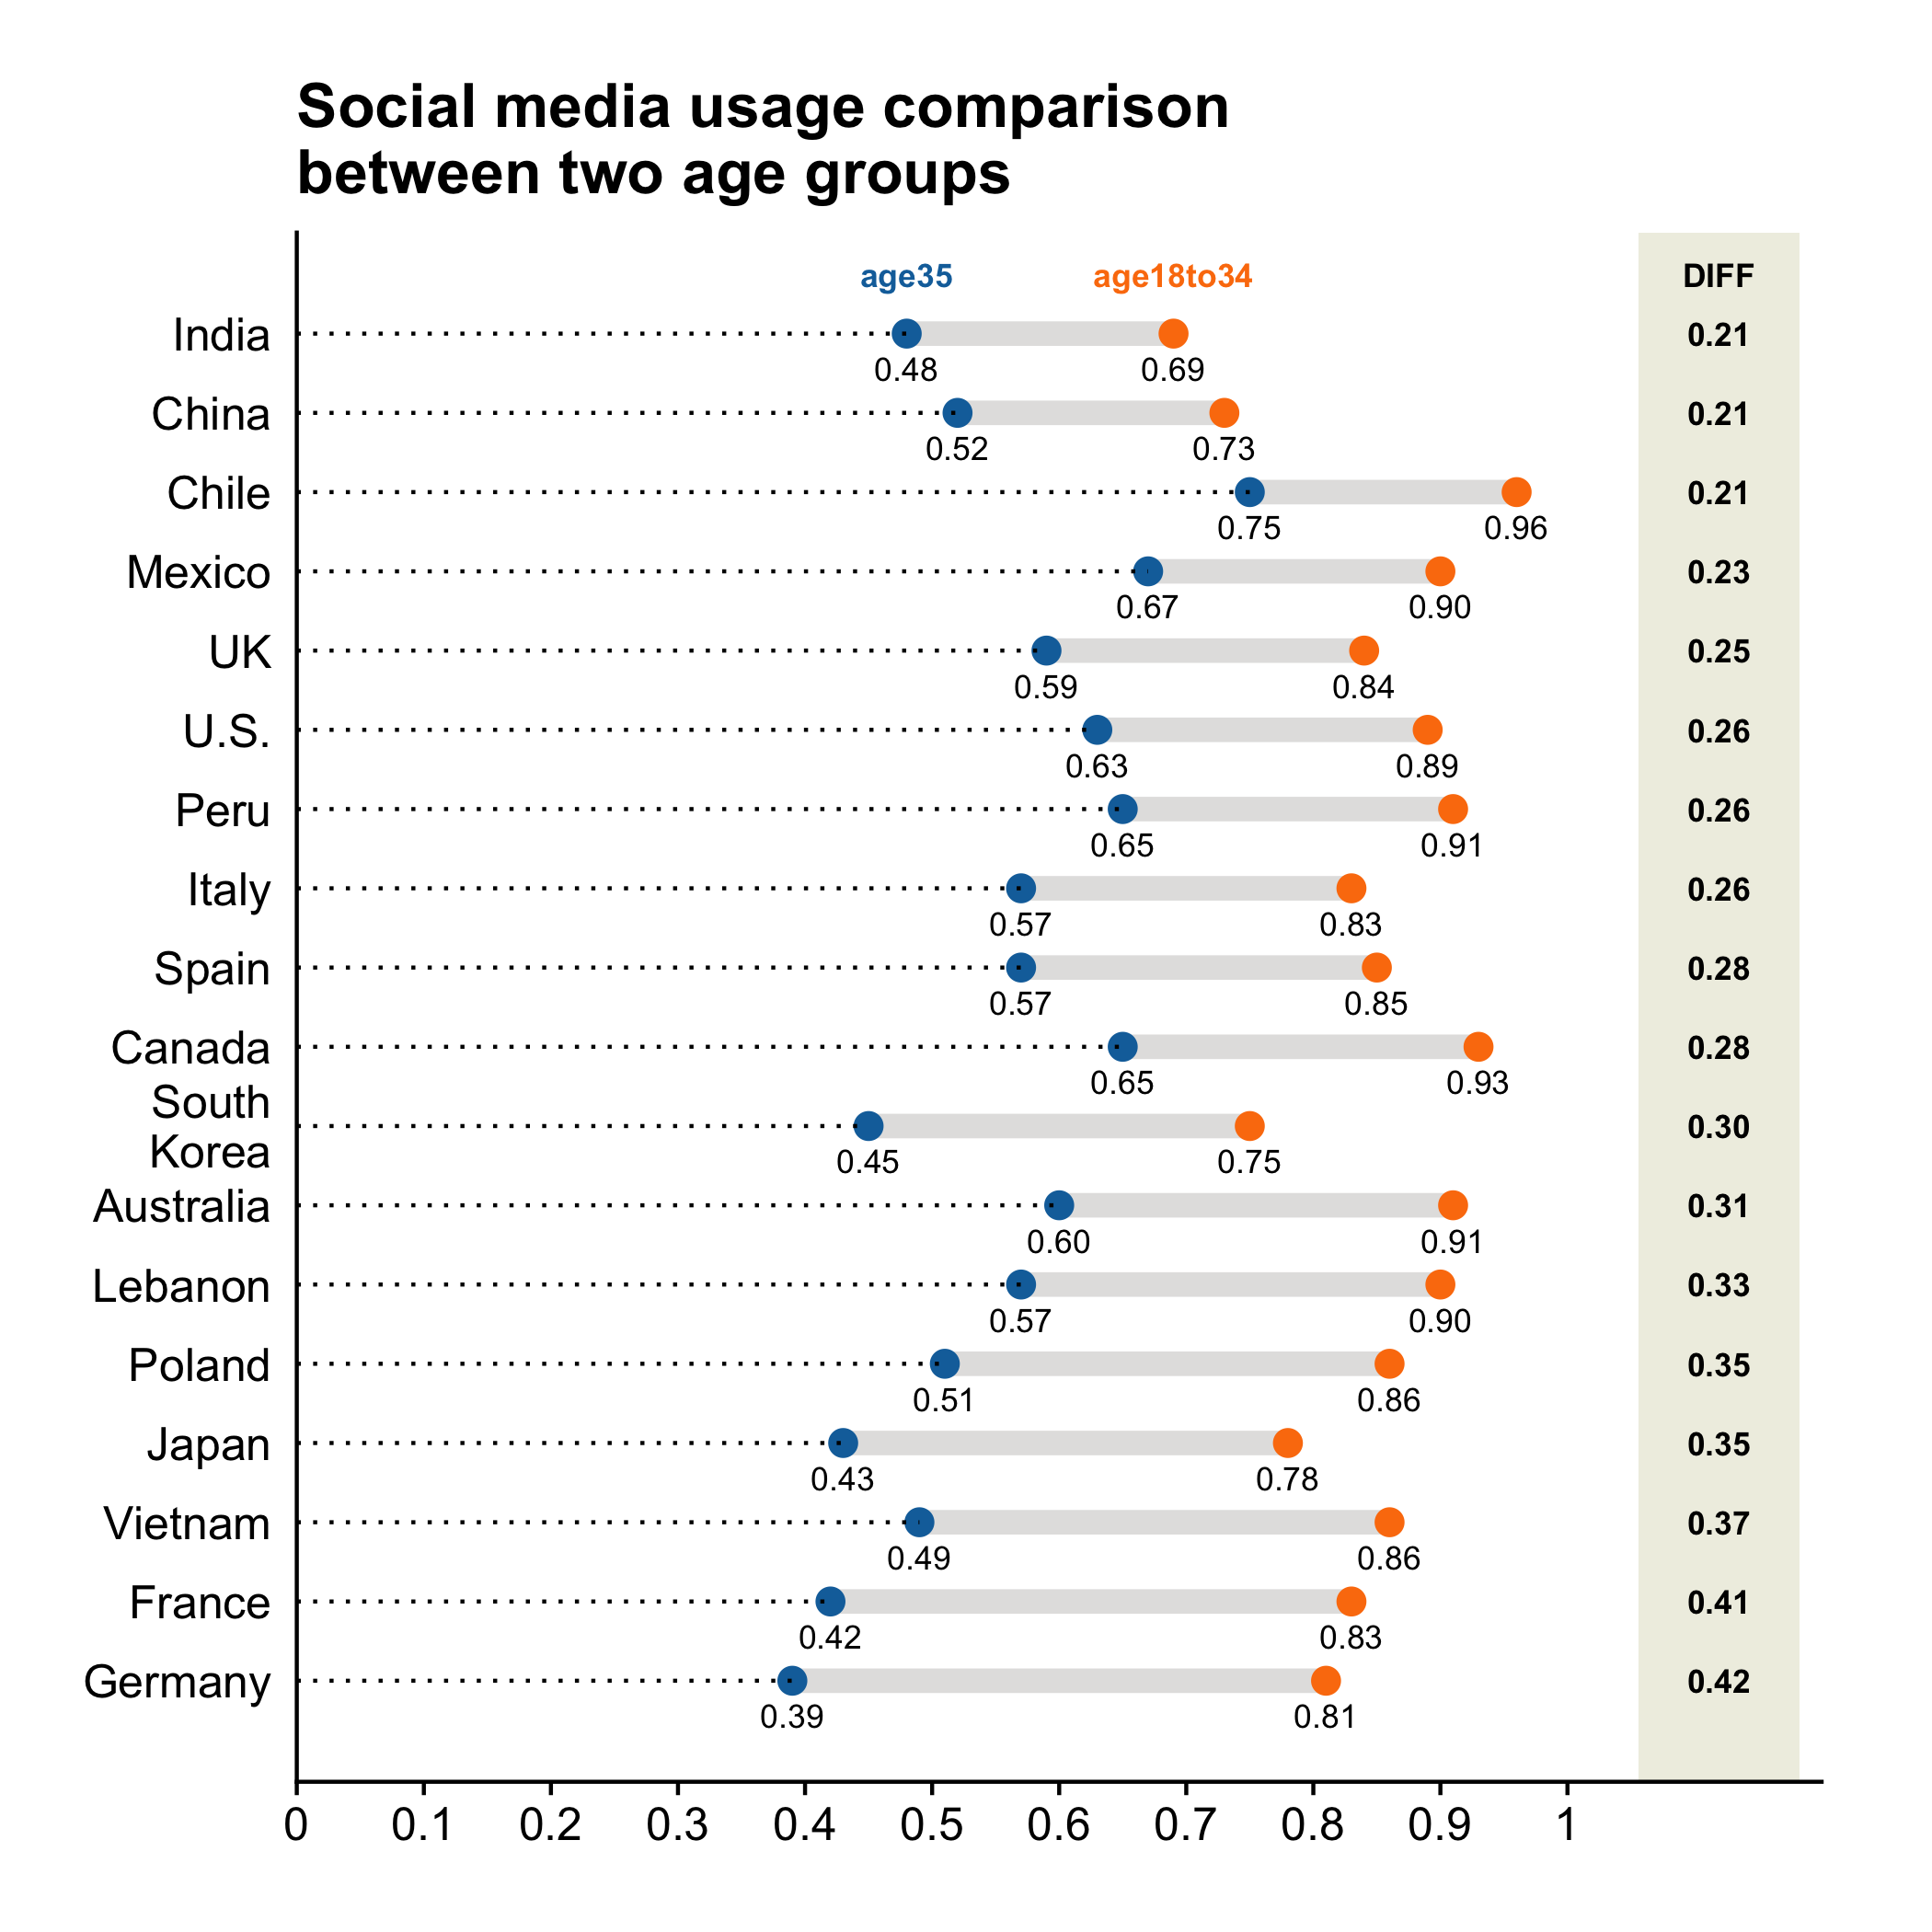 Social media usage comparison
between two age groups
age35 age18to34 DIFF
India 0.21
0.48 0.69
China 0.21
0.52 0.73
Chile 0.21
0.75 0.96
Mexico 0.23
0.67 0.90
UK 0.25
0.59 0.84
U.S. 0.26
0.63 0.89
Peru 0.26
0.65 0.91
Italy 0.26
0.57 0.83
Spain 0.28
0.57 0.85
Canada 0.28
0.65 0.93
South
Korea 0.30
0.45 0.75
Australia 0.31
0.60 0.91
Lebanon 0.33
0.57 0.90
Poland 0.35
0.51 0.86
Japan 0.35
0.43 0.78
Vietnam 0.37
0.49 0.86
France 0.41
0.42 0.83
Germany 0.42
0.39 0.81
0 0.1 0.2 0.3 0.4 0.5 0.6 0.7 0.8 0.9 1